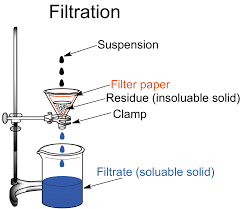 Filtration
Suspension
Filter paper
Residue (insoluable solid)
Clamp
Filtrate (soluable solid)